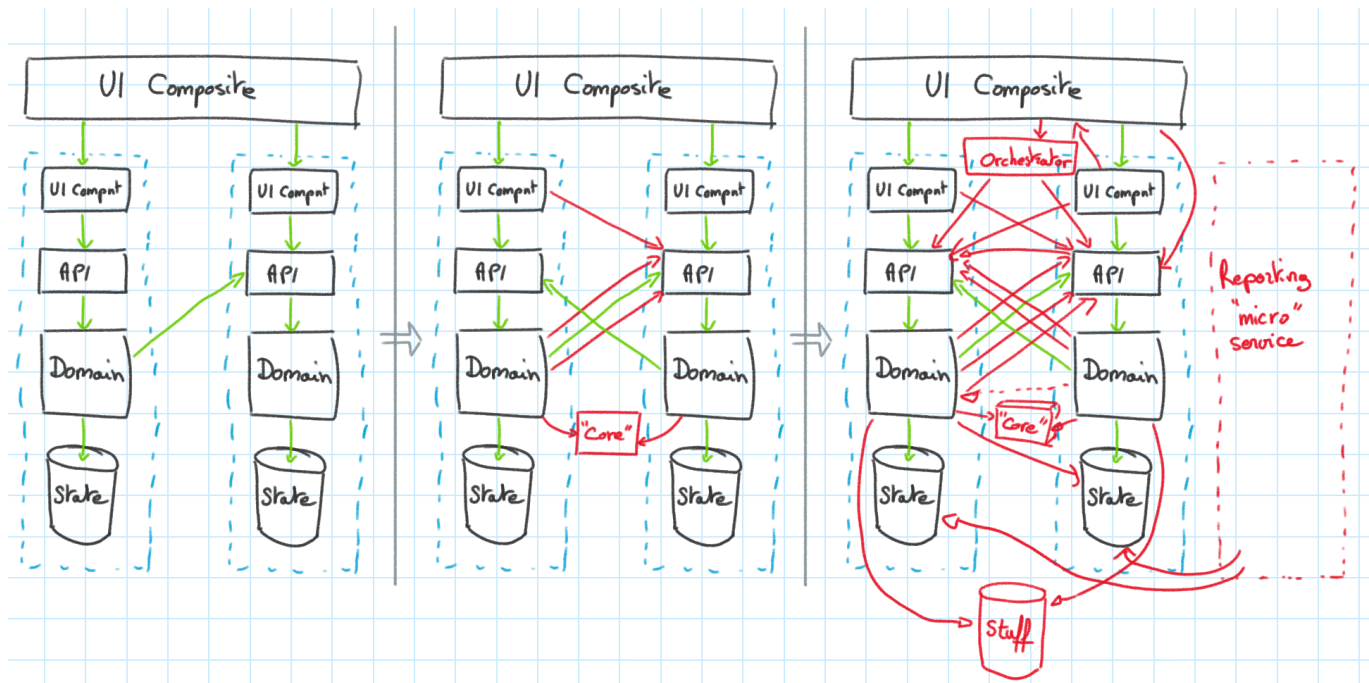 UI Composite
UI Compnt
UI Compnt
API
API
Domain
Domain
State
State
UI Composite
UI Compnt
UI Compnt
API
API
Domain
Domain
"Core"
State
State
UI Composite
Orchestrator
UI Compnt
UI Compnt
API
API
Domain
Domain
"Core"
State
State
Stuff
Reporting
"micro"
service